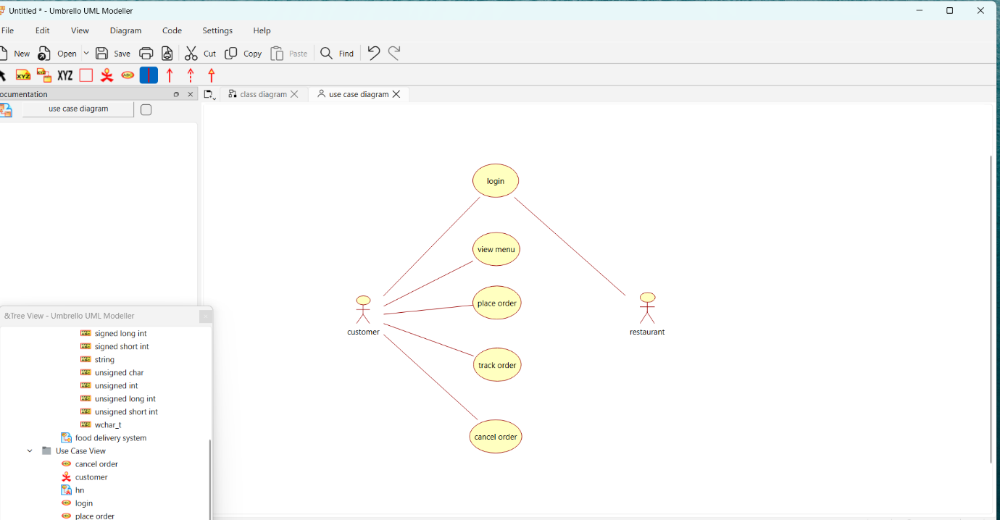 Untitled * - Umbrello UML Modeller
File Edit View Diagram Code Settings Help
New Open Save Cut Copy Paste Find
XYZ XYZ ABC
ocumentation
class diagram
use case diagram
use case diagram
login
view menu
place order
customer
restaurant
track order
cancel order
&Tree View - Umbrello UML Modeller
signed long int
signed short int
string
unsigned char
unsigned int
unsigned long int
unsigned short int
wchar_t
food delivery system
Use Case View
cancel order
customer
hn
login
place order